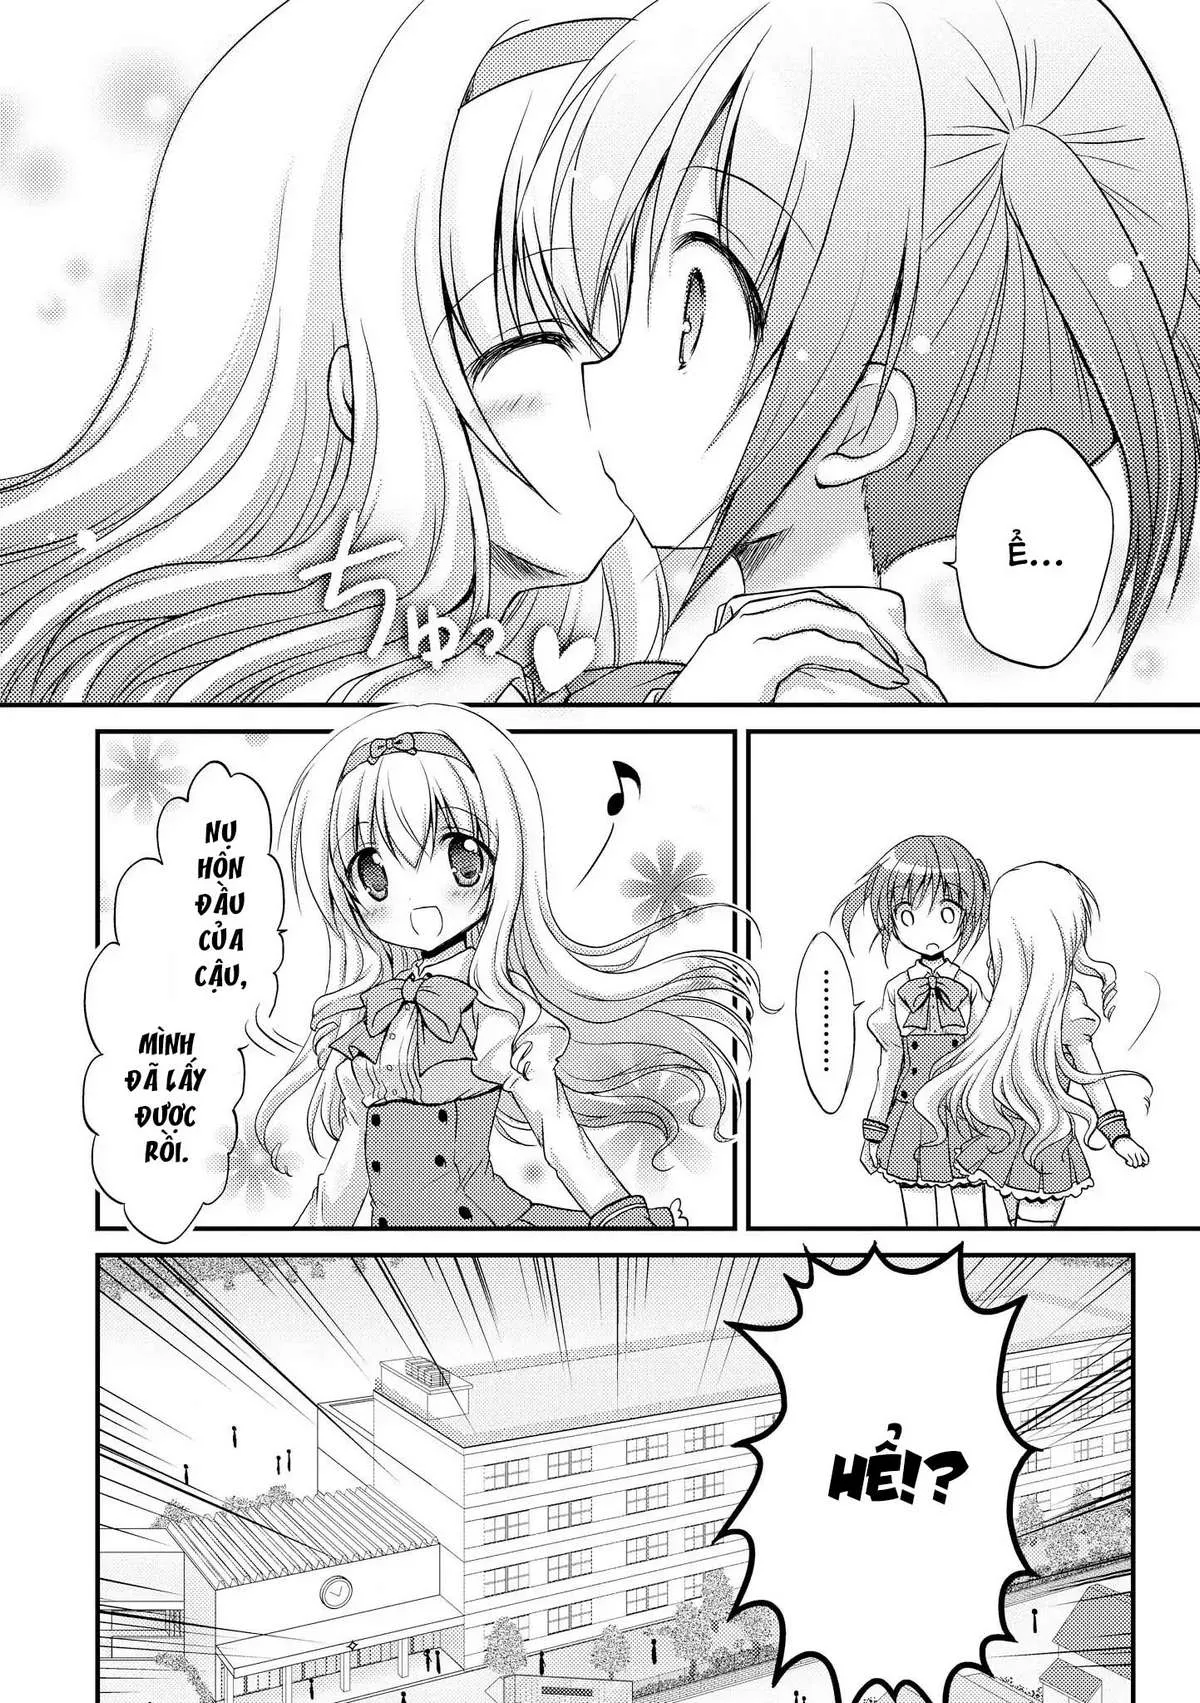 Ể...
ちゅっ
.........
NỤ
HÔN
ĐẦU
CỦA
CẬU,
MÌNH
ĐÃ LẤY
ĐƯỢC
RỒI.
HỂ!?